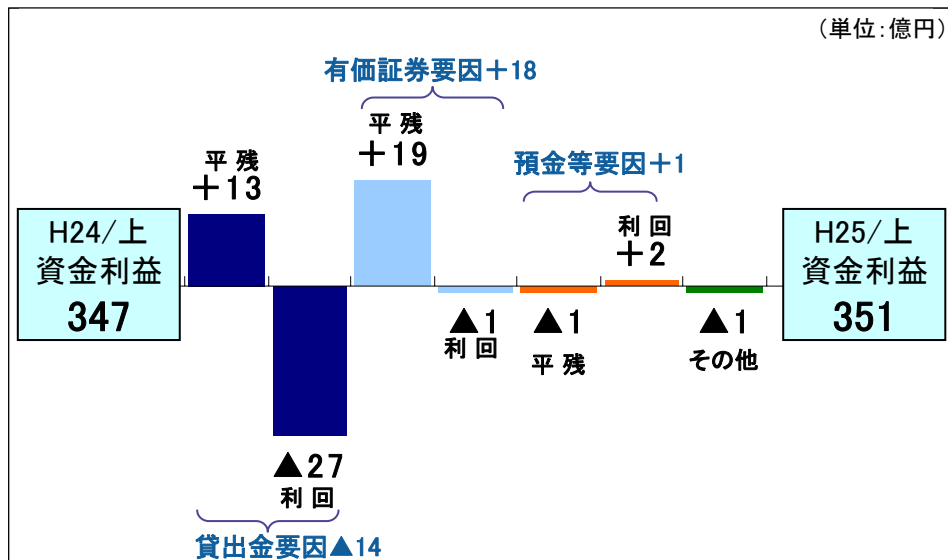 (単位:億円)
有価証券要因+18
平残
+19
平残
+13
預金等要因+1
利回
+2
H24/上
資金利益
347
H25/上
資金利益
351
▲1
利回
▲1
平残
▲1
その他
▲27
利回
貸出金要因▲14